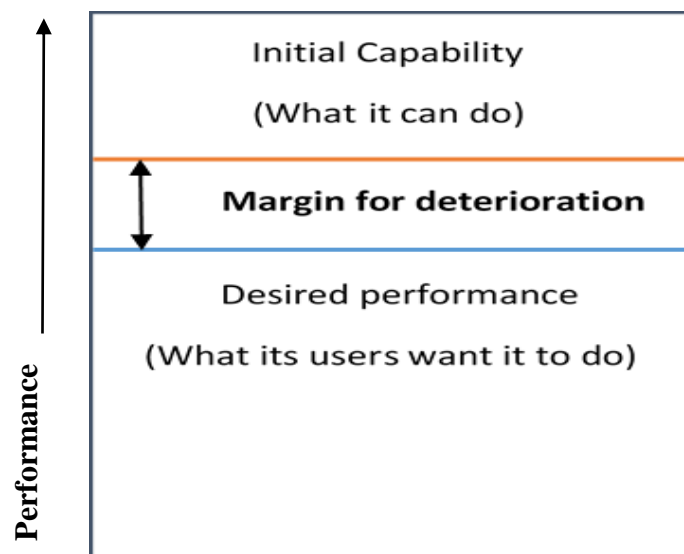 Initial Capability
(What it can do)
Margin for deterioration
Desired performance
(What its users want it to do)
Performance